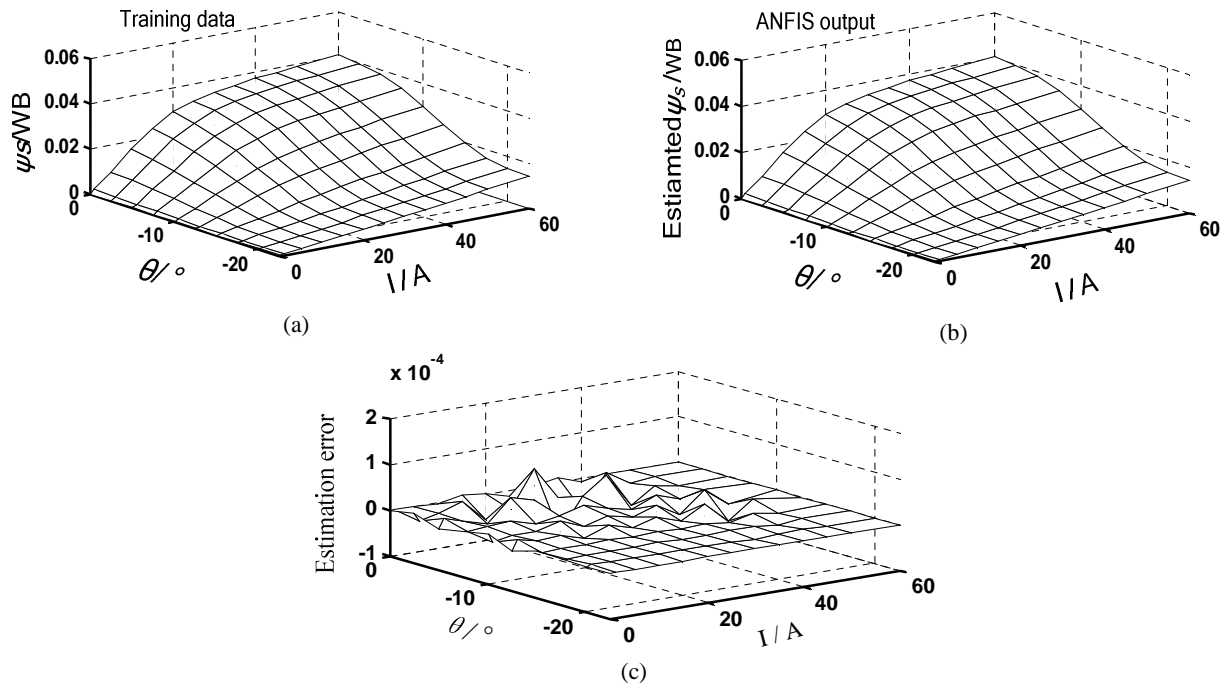 Training data
0.06
0.04
0.02
0
ψs/WB
0
-10
-20
θ/°
0
20
40
60
I/A
(a)
ANFIS output
0.06
0.04
0.02
0
Estiamtedψs/WB
0
-10
-20
θ/°
0
20
40
60
I/A
(b)
x 10-4
2
1
0
-1
Estimation error
0
-10
-20
θ/°
0
20
40
60
I/A
(c)